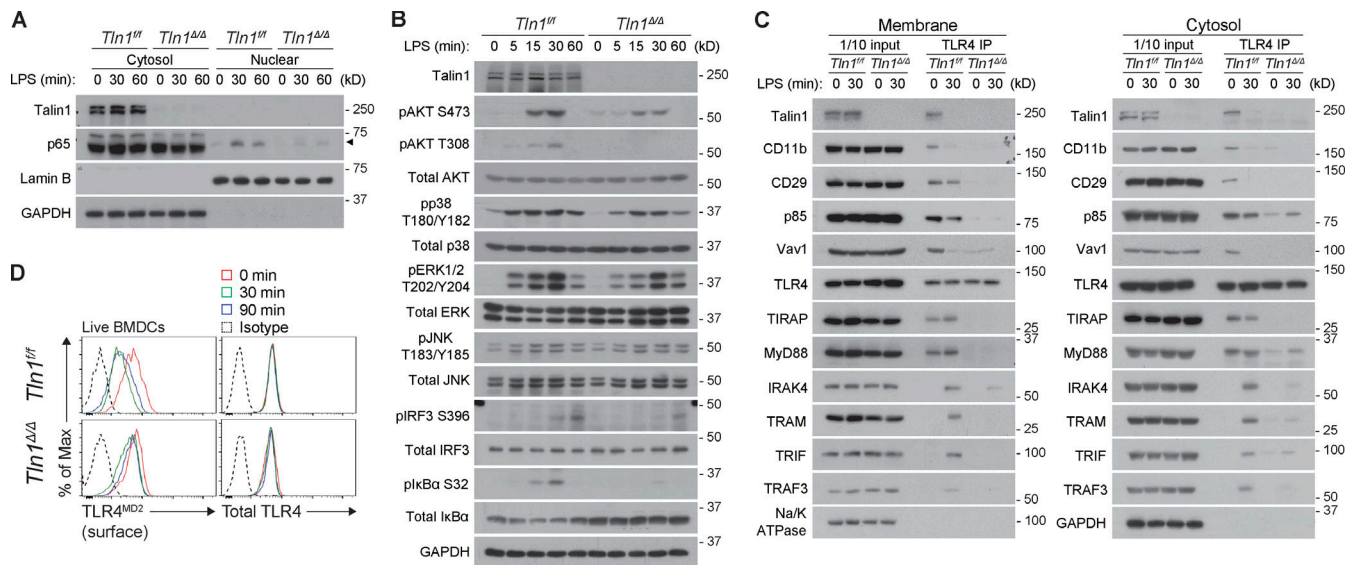 A
Tln1f/f Tln1Δ/Δ Tln1f/f Tln1Δ/Δ
Cytosol Nuclear
LPS (min): 0 30 60 0 30 60 0 30 60 0 30 60 (kD)
Talin1 - 250
- 75
p65
- 75
Lamin B
- 37
GAPDH
B
Tln1f/f Tln1Δ/Δ
LPS (min): 0 5 15 30 60 0 5 15 30 60 (kD)
Talin1 - 250
pAKT S473 - 50
pAKT T308 - 50
Total AKT - 50
pp38 T180/Y182 - 37
Total p38 - 37
pERK1/2 T202/Y204 - 37
Total ERK - 37
pJNK T183/Y185 - 50
Total JNK - 50
- 50
pIRF3 S396
- 50
Total IRF3
- 37
pIκBα S32
- 37
Total IκBα
- 37
GAPDH
C
Membrane
1/10 input TLR4 IP
Tln1f/f Tln1Δ/Δ Tln1f/f Tln1Δ/Δ
LPS (min): 0 30 0 30 0 30 0 30 (kD)
Talin1 - 250
CD11b - 150
- 150
CD29
p85 - 75
Vav1 - 100
- 150
TLR4
TIRAP - 25
- 37
MyD88
IRAK4 - 50
TRAM - 25
- 100
TRIF
TRAF3 - 50
Na/K ATPase - 100
Cytosol
1/10 input TLR4 IP
Tln1f/f Tln1Δ/Δ Tln1f/f Tln1Δ/Δ
0 30 0 30 0 30 0 30 (kD)
Talin1 - 250
CD11b - 150
- 150
CD29
p85 - 75
Vav1 - 100
- 150
TLR4
TIRAP - 25
- 37
MyD88
IRAK4 - 50
TRAM - 25
- 100
TRIF
TRAF3 - 50
- 37
GAPDH
D
0 min
30 min
90 min
Isotype
Live BMDCs
Tln1f/f
Tln1Δ/Δ
% of Max
TLR4MD2 (surface)
Total TLR4